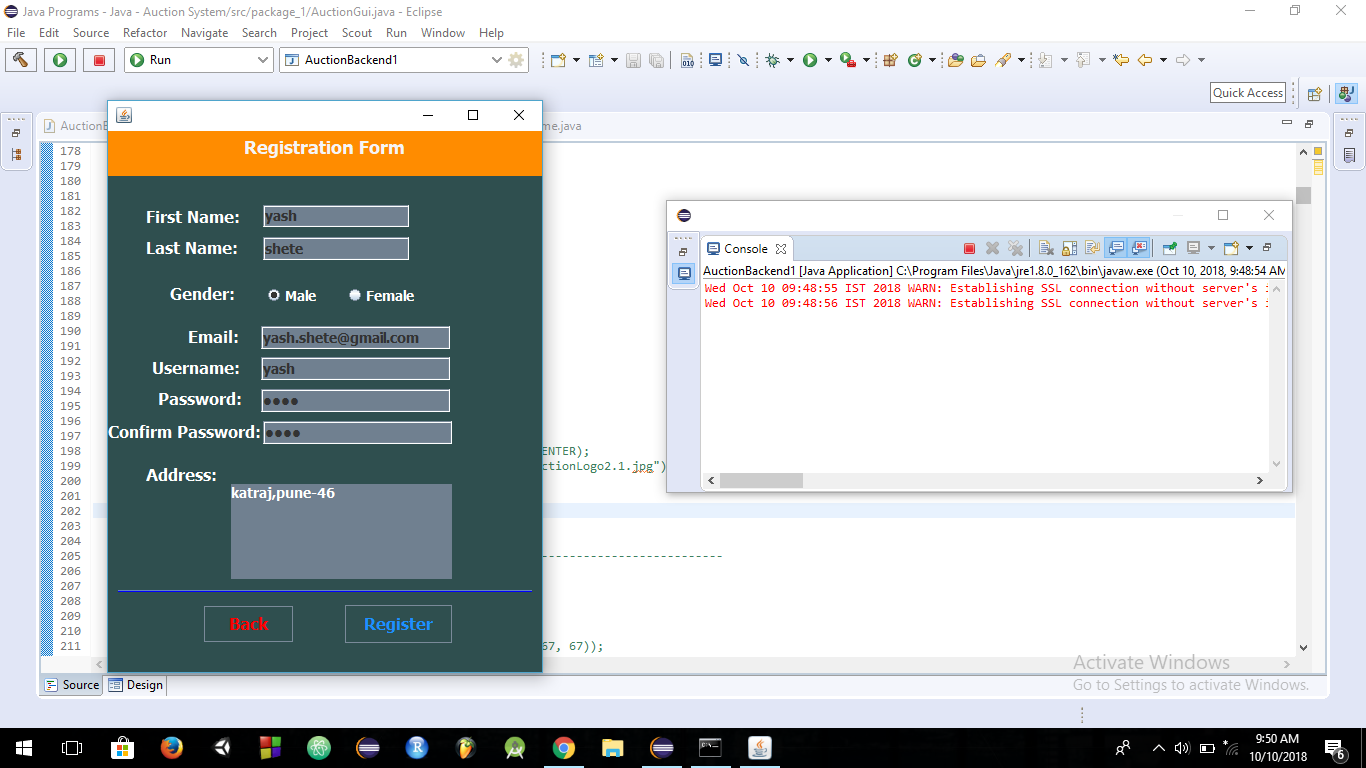 Java Programs - Java - Auction System/src/package_1/AuctionGui.java - Eclipse
File Edit Source Refactor Navigate Search Project Scout Run Window Help
Run AuctionBackend1
Quick Access
AuctionB
me.java
Registration Form
First Name: yash
Last Name: shete
Gender: Male Female
Email: yash.shete@gmail.com
Username: yash
Password: ●●●●
Confirm Password: ●●●●
Address:
katraj,pune-46
Back Register
Console
AuctionBackend1 [Java Application] C:\Program Files\Java\jre1.8.0_162\bin\javaw.exe (Oct 10, 2018, 9:48:54 AM
Wed Oct 10 09:48:55 IST 2018 WARN: Establishing SSL connection without server's i
Wed Oct 10 09:48:56 IST 2018 WARN: Establishing SSL connection without server's i
178
179
180
181
182
183
184
185
186
187
188
189
190
191
192
193
194
195
196
197
198 ENTER);
199 ctionLogo2.1.jpg")
200
201
202
203
204
205 ------------------------
206
207
208
209
210
211 67, 67));
Source Design
Activate Windows
Go to Settings to activate Windows.
9:50 AM
10/10/2018
6